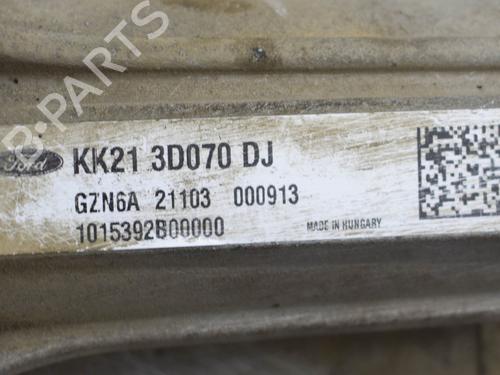 B-PARTS
Ford
KK21 3D070 DJ
GZN6A 21103 000913
1015392B00000
MADE IN HUNGARY